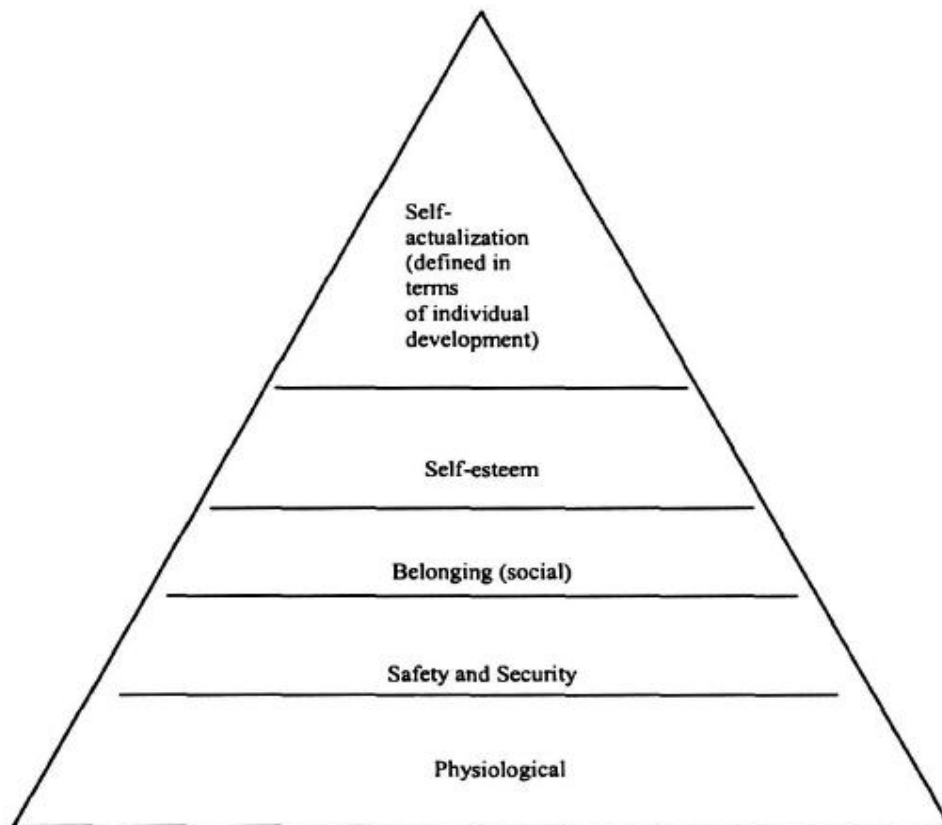 Self-
actualization
(defined in
terms
of individual
development)
Self-esteem
Belonging (social)
Safety and Security
Physiological